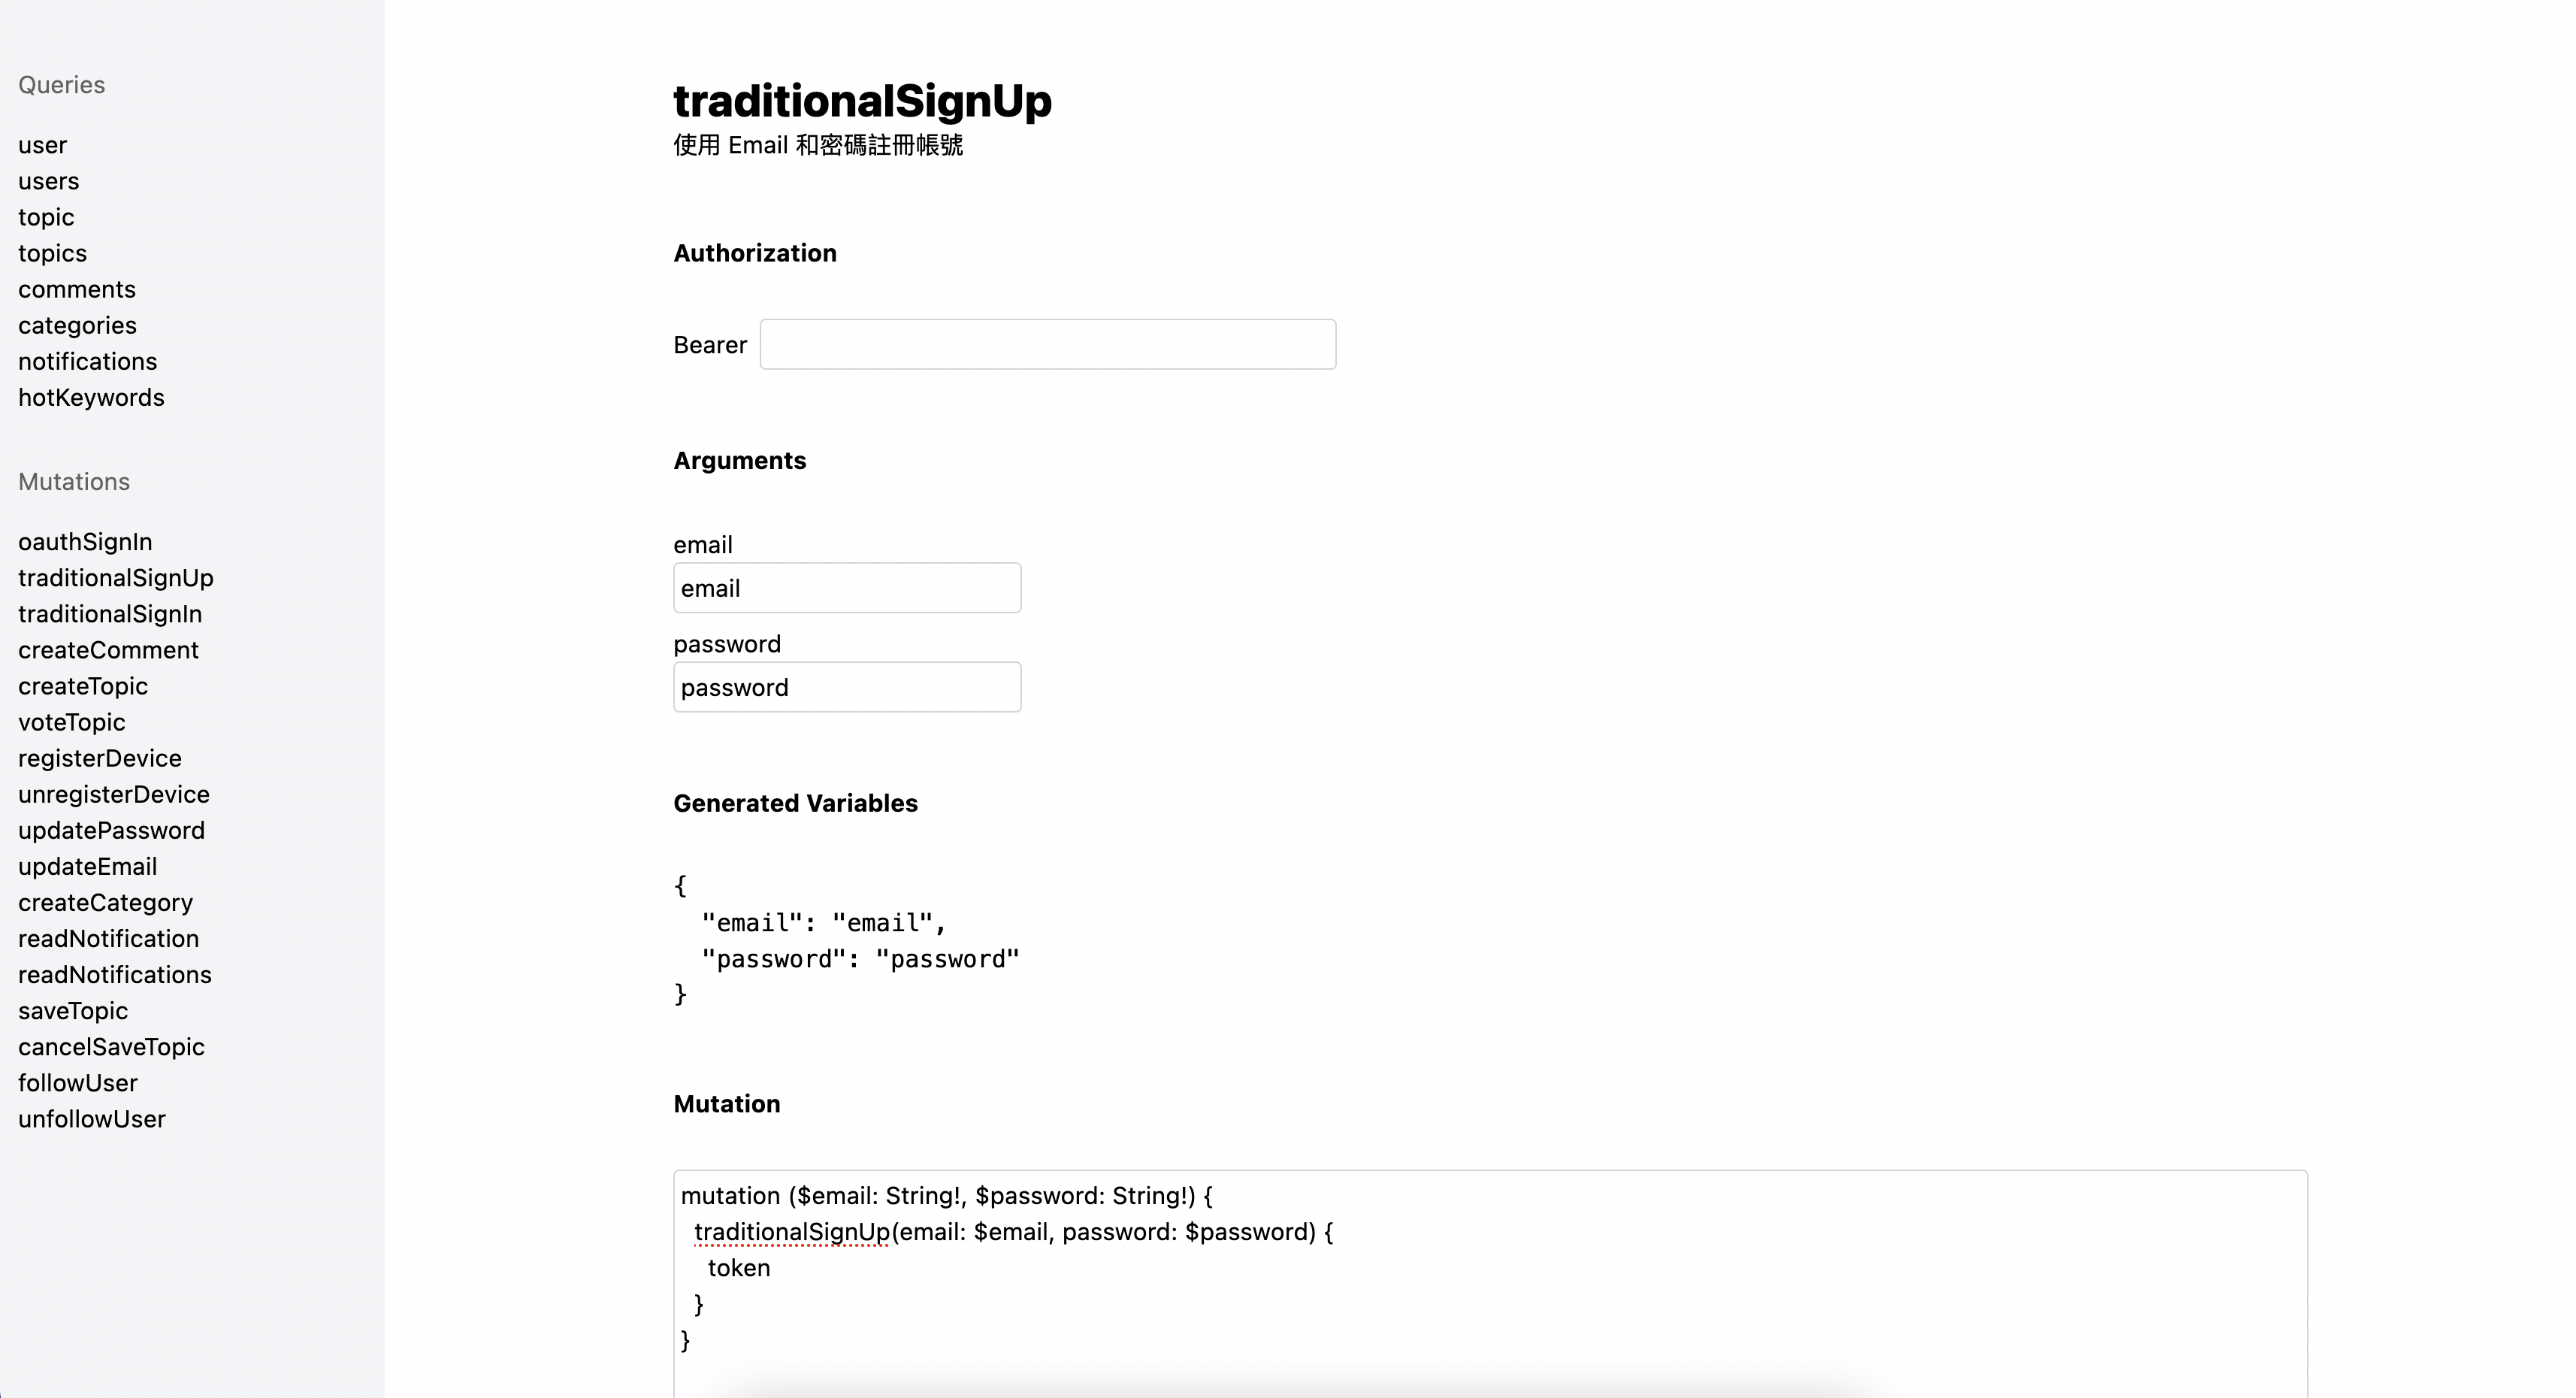 Queries
user
users
topic
topics
comments
categories
notifications
hotKeywords
Mutations
oauthSignIn
traditionalSignUp
traditionalSignIn
createComment
createTopic
voteTopic
registerDevice
unregisterDevice
updatePassword
updateEmail
createCategory
readNotification
readNotifications
saveTopic
cancelSaveTopic
followUser
unfollowUser
traditionalSignUp
使用 Email 和密碼註冊帳號
Authorization
Bearer
Arguments
email
email
password
password
Generated Variables
{
  "email": "email",
  "password": "password"
}
Mutation
mutation ($email: String!, $password: String!) {
  traditionalSignUp(email: $email, password: $password) {
    token
  }
}